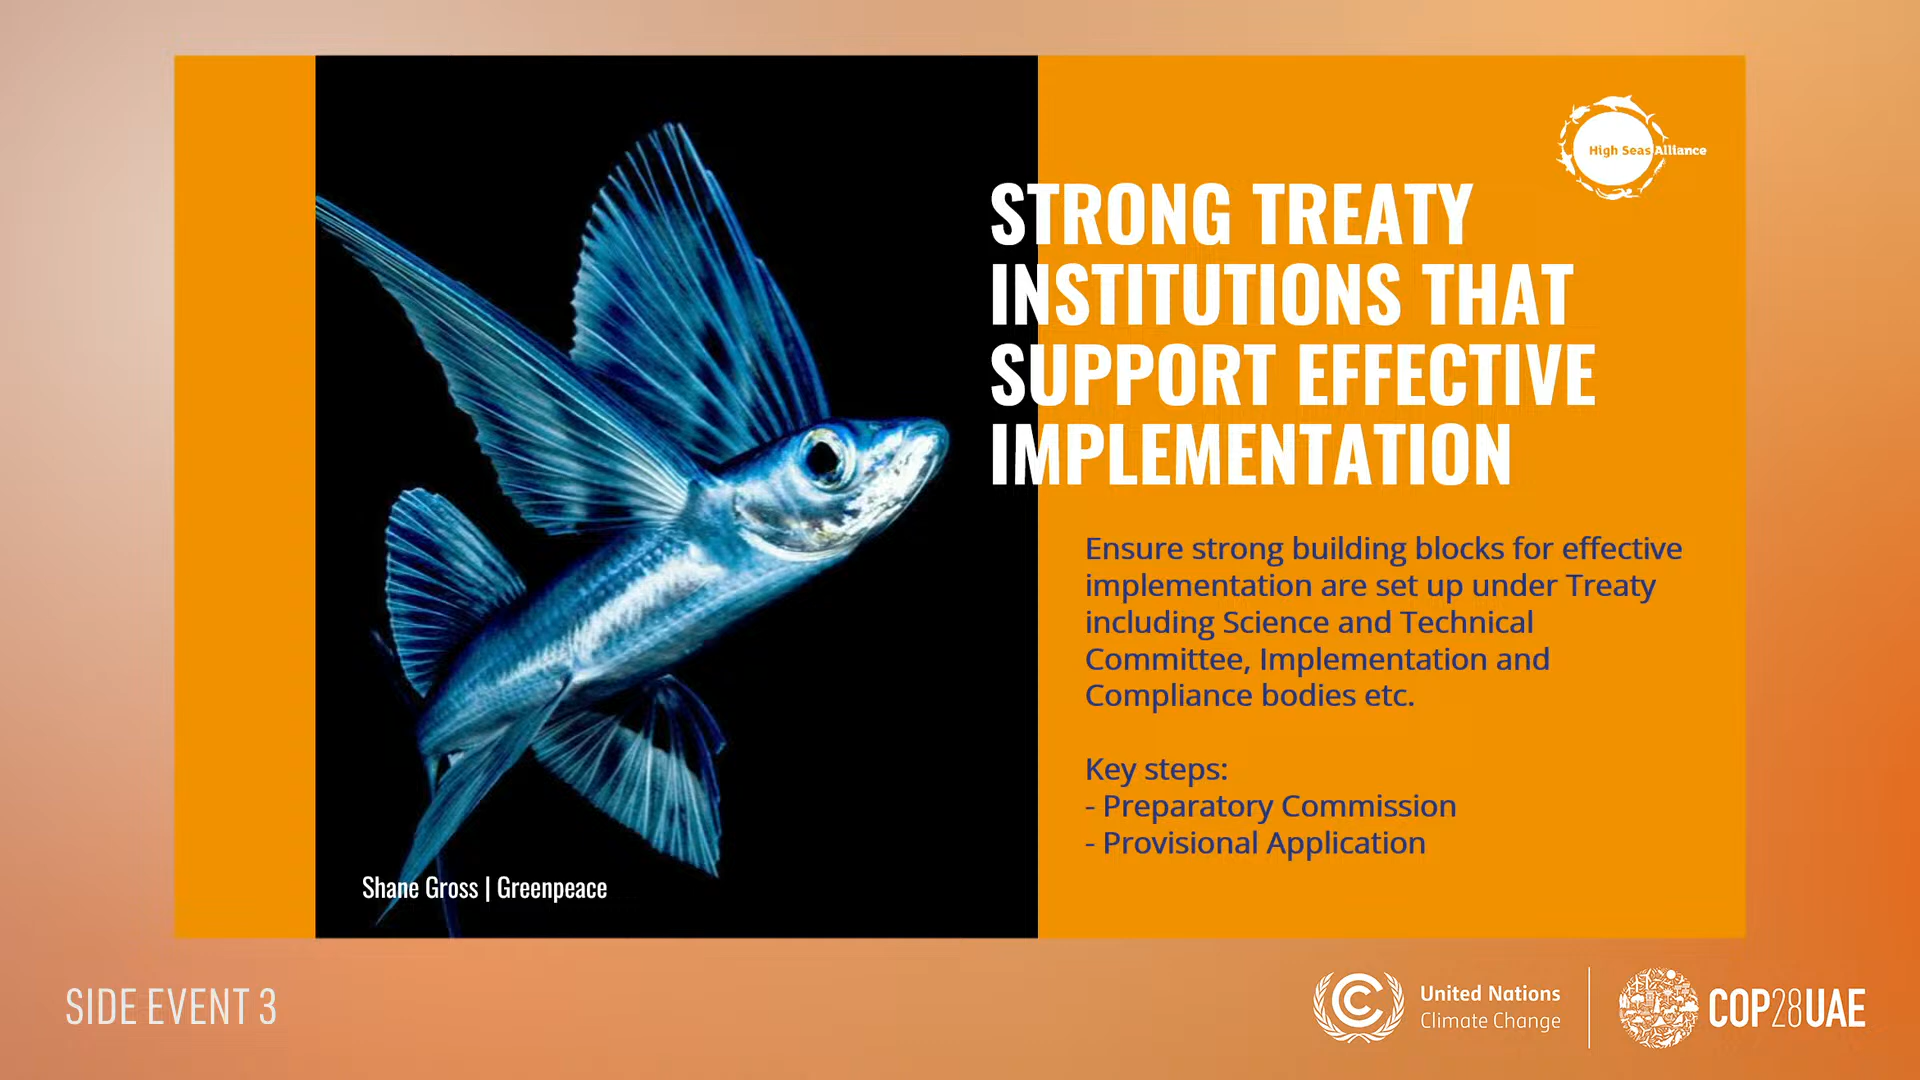 High Seas Alliance
STRONG TREATY
INSTITUTIONS THAT
SUPPORT EFFECTIVE
IMPLEMENTATION
Ensure strong building blocks for effective
implementation are set up under Treaty
including Science and Technical
Committee, Implementation and
Compliance bodies etc.
Key steps:
- Preparatory Commission
- Provisional Application
Shane Gross | Greenpeace
SIDE EVENT 3
United Nations
Climate Change
COP28UAE